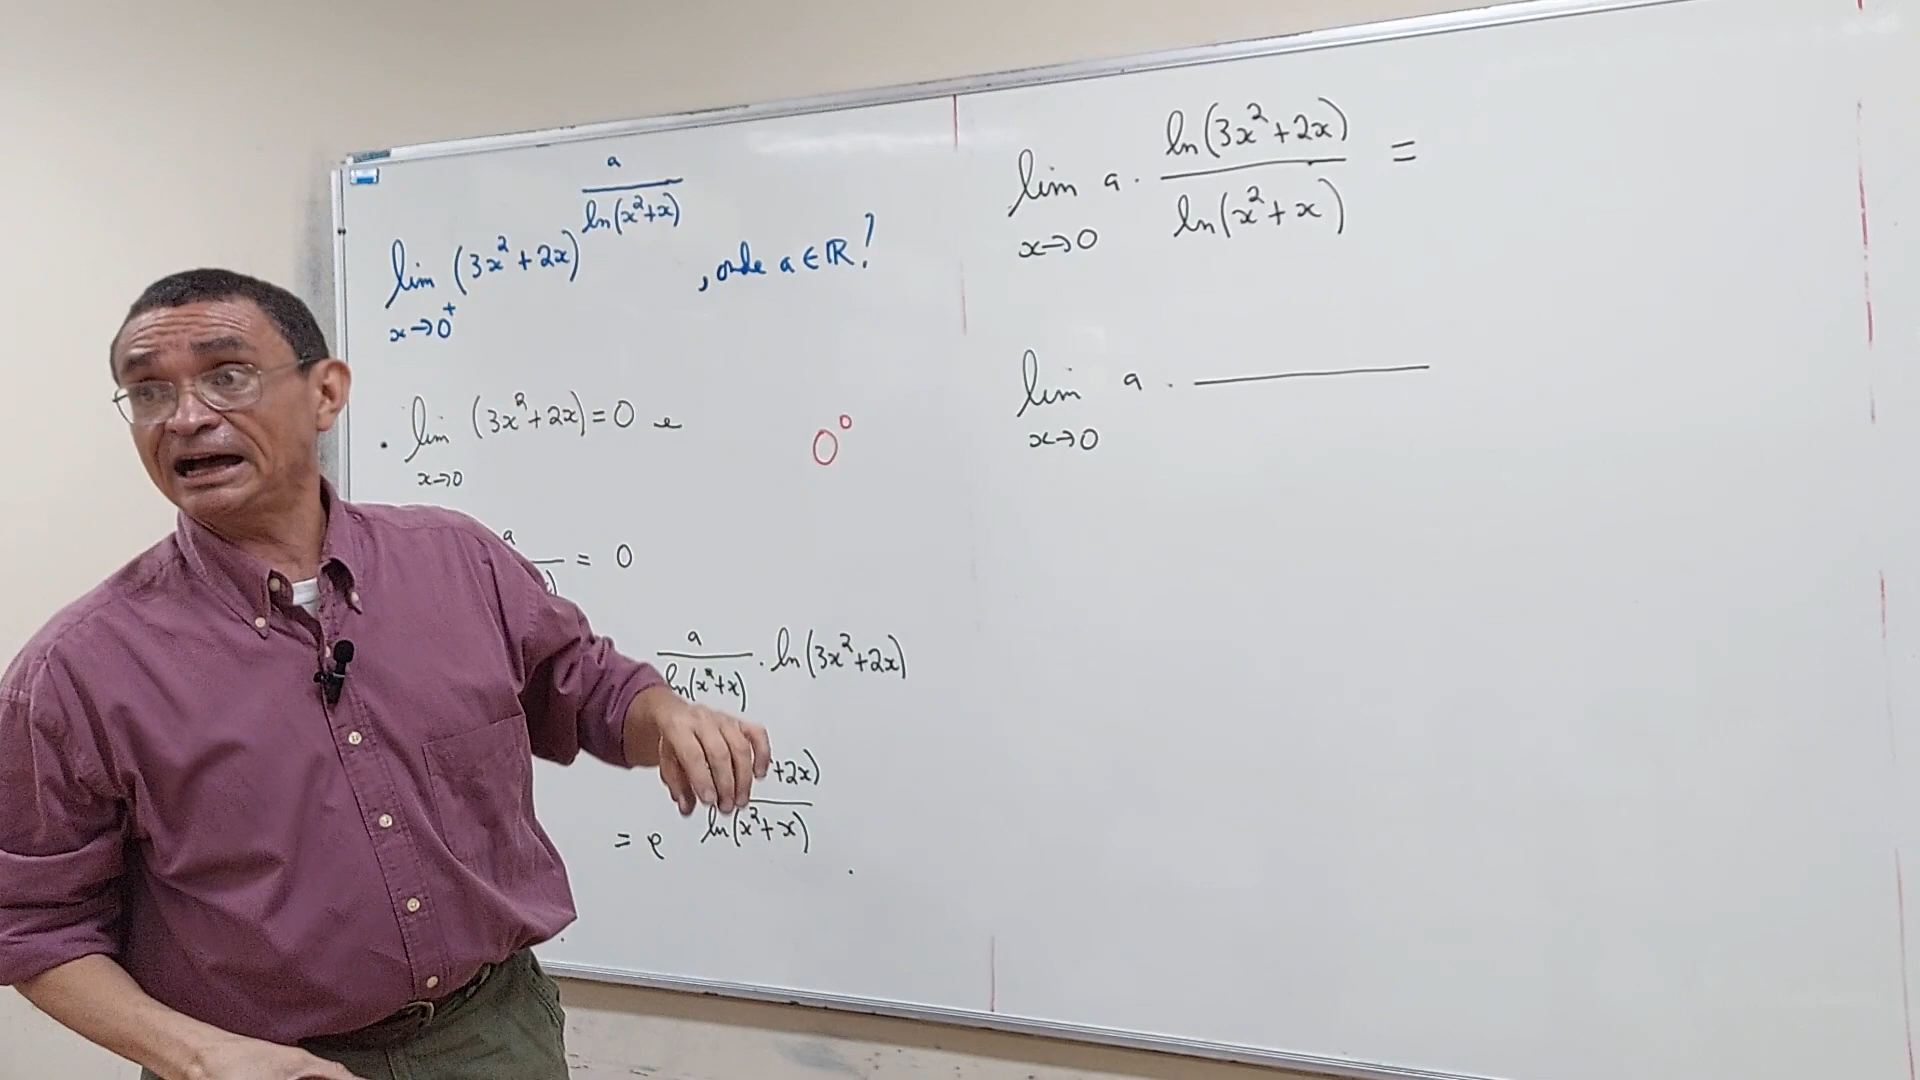 lim (3x²+2x)^(a/ln(x²+x)) , onde a ∈ ℝ?
x→0⁺
• lim (3x²+2x) = 0 e
x→0
0⁰
a
= 0
a/ln(x²+x) · ln(3x²+2x)
+2x)
= e ln(x²+x) .
lim a · ln(3x²+2x)/ln(x²+x) =
x→0
lim a · ———
x→0